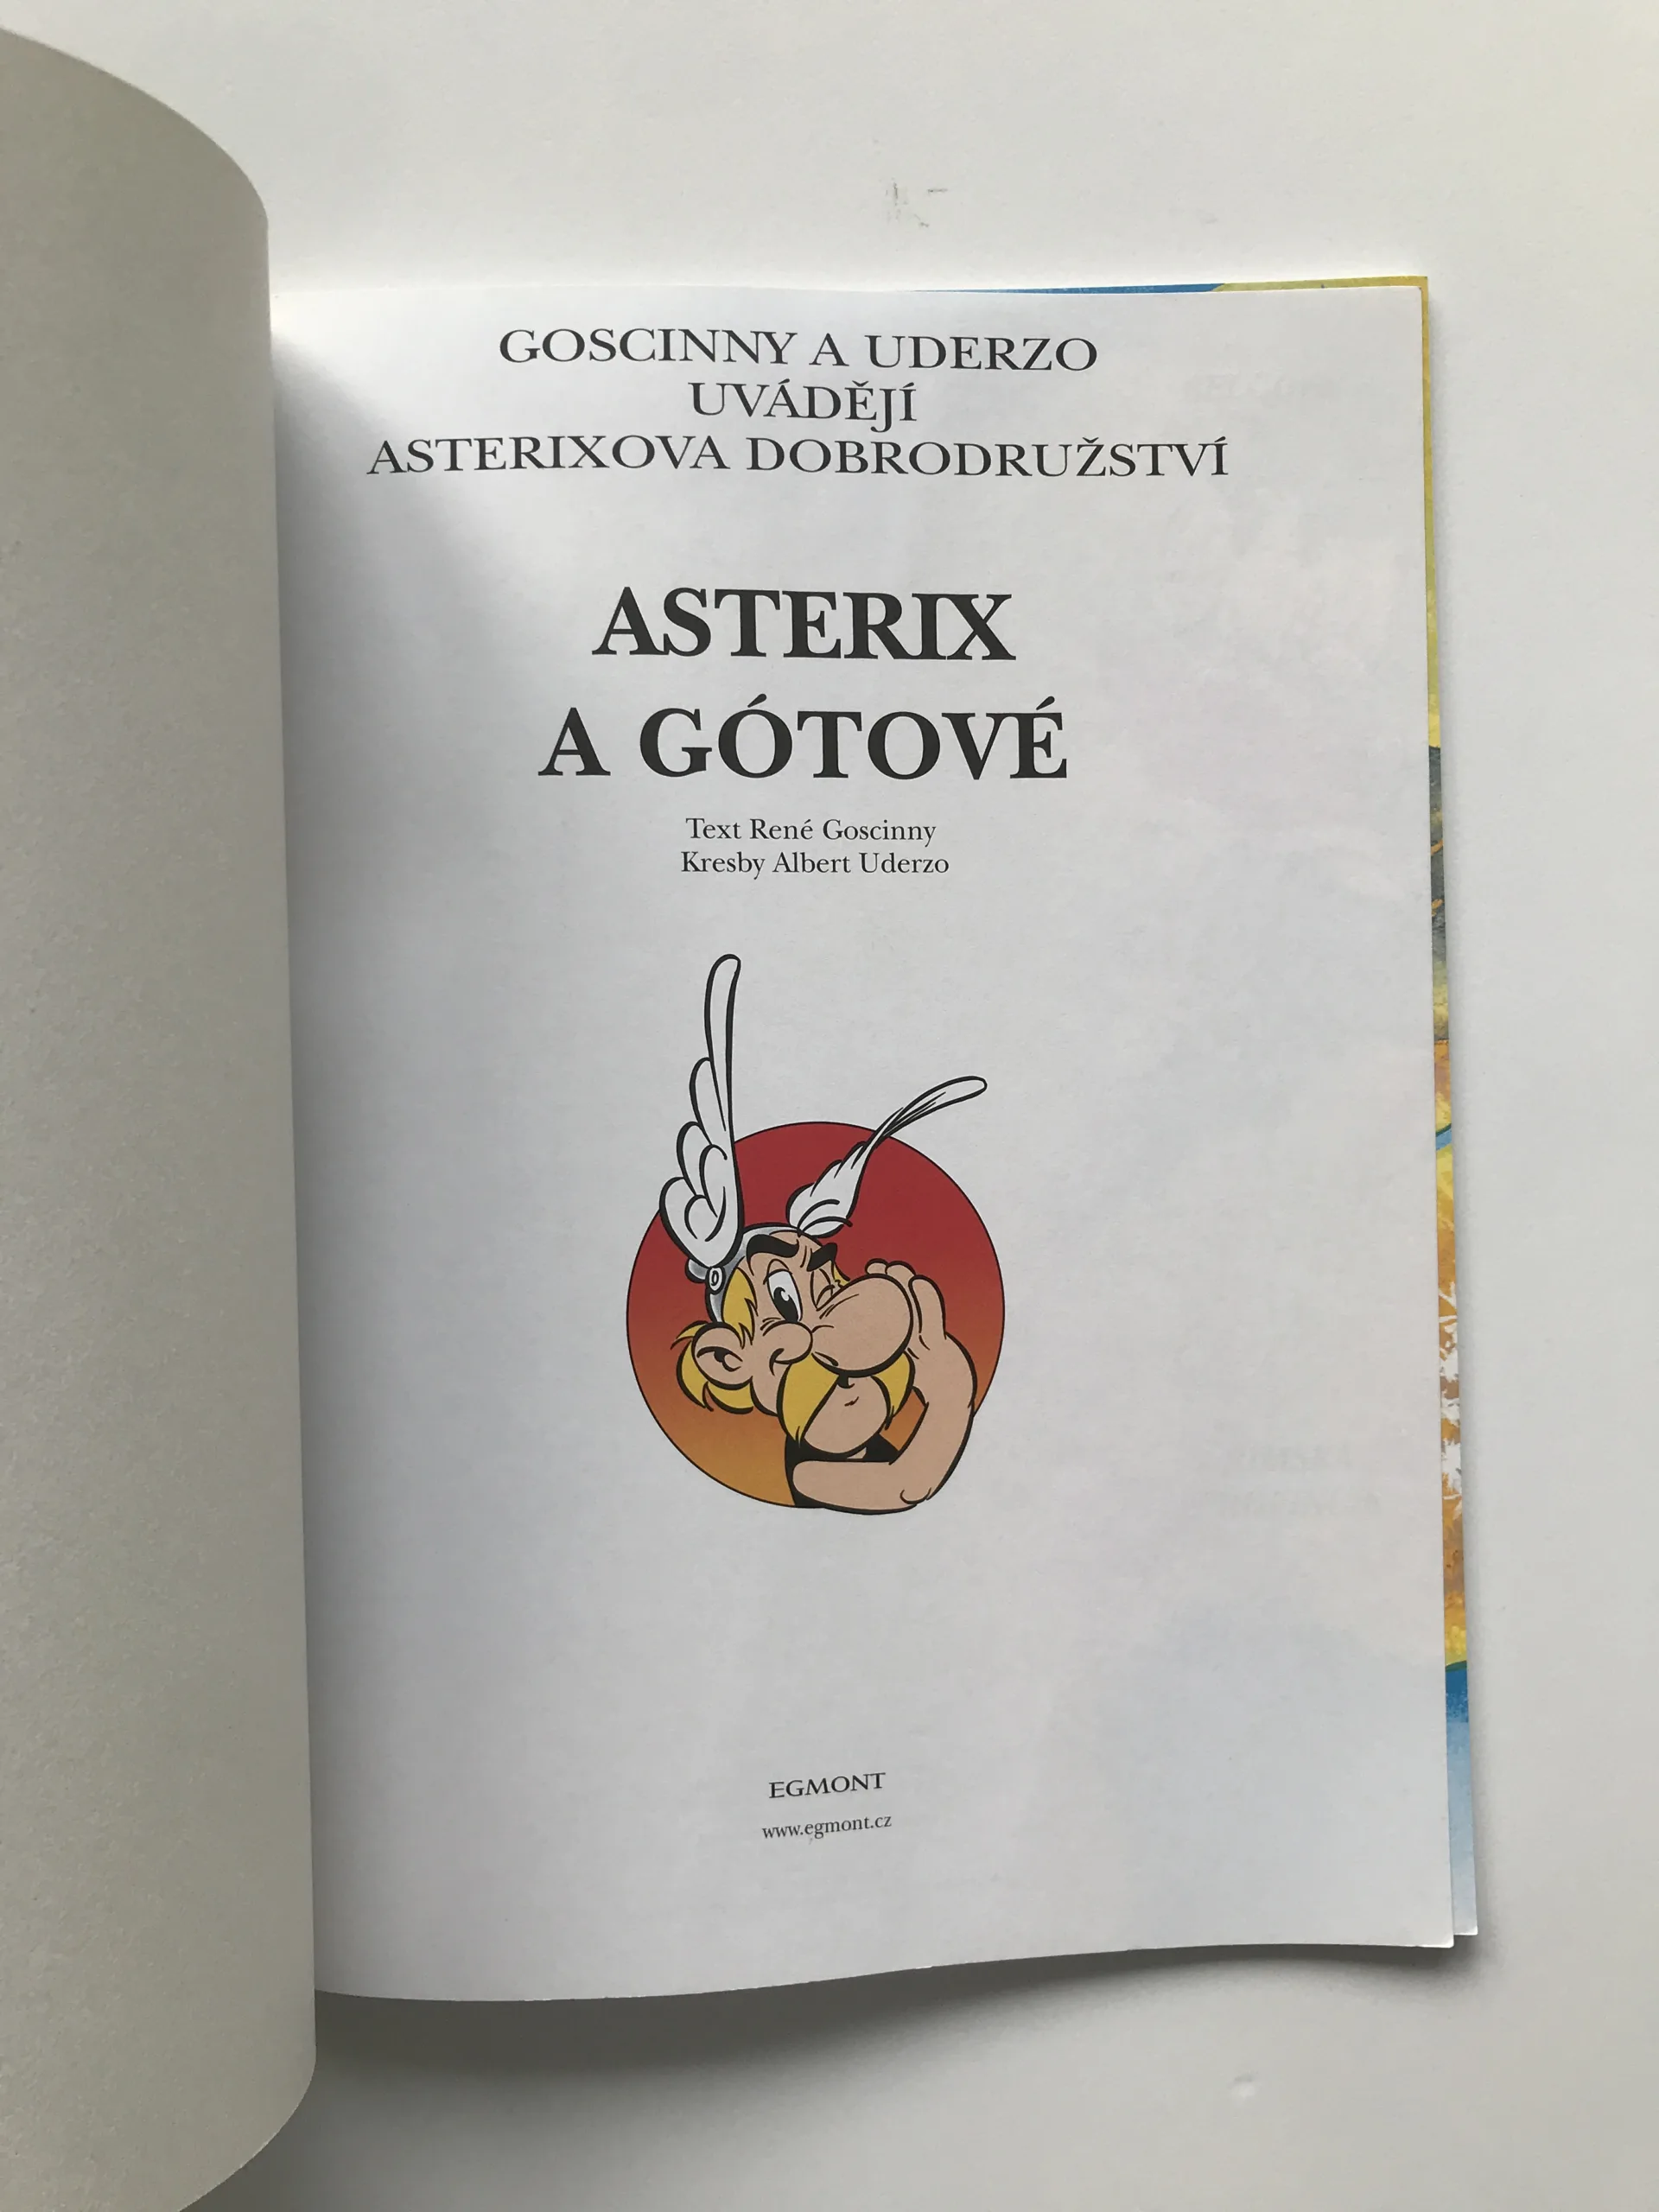 GOSCINNY A UDERZO
UVÁDĚJÍ
ASTERIXOVA DOBRODRUŽSTVÍ
ASTERIX
A GÓTOVÉ
Text René Goscinny
Kresby Albert Uderzo
EGMONT
www.egmont.cz